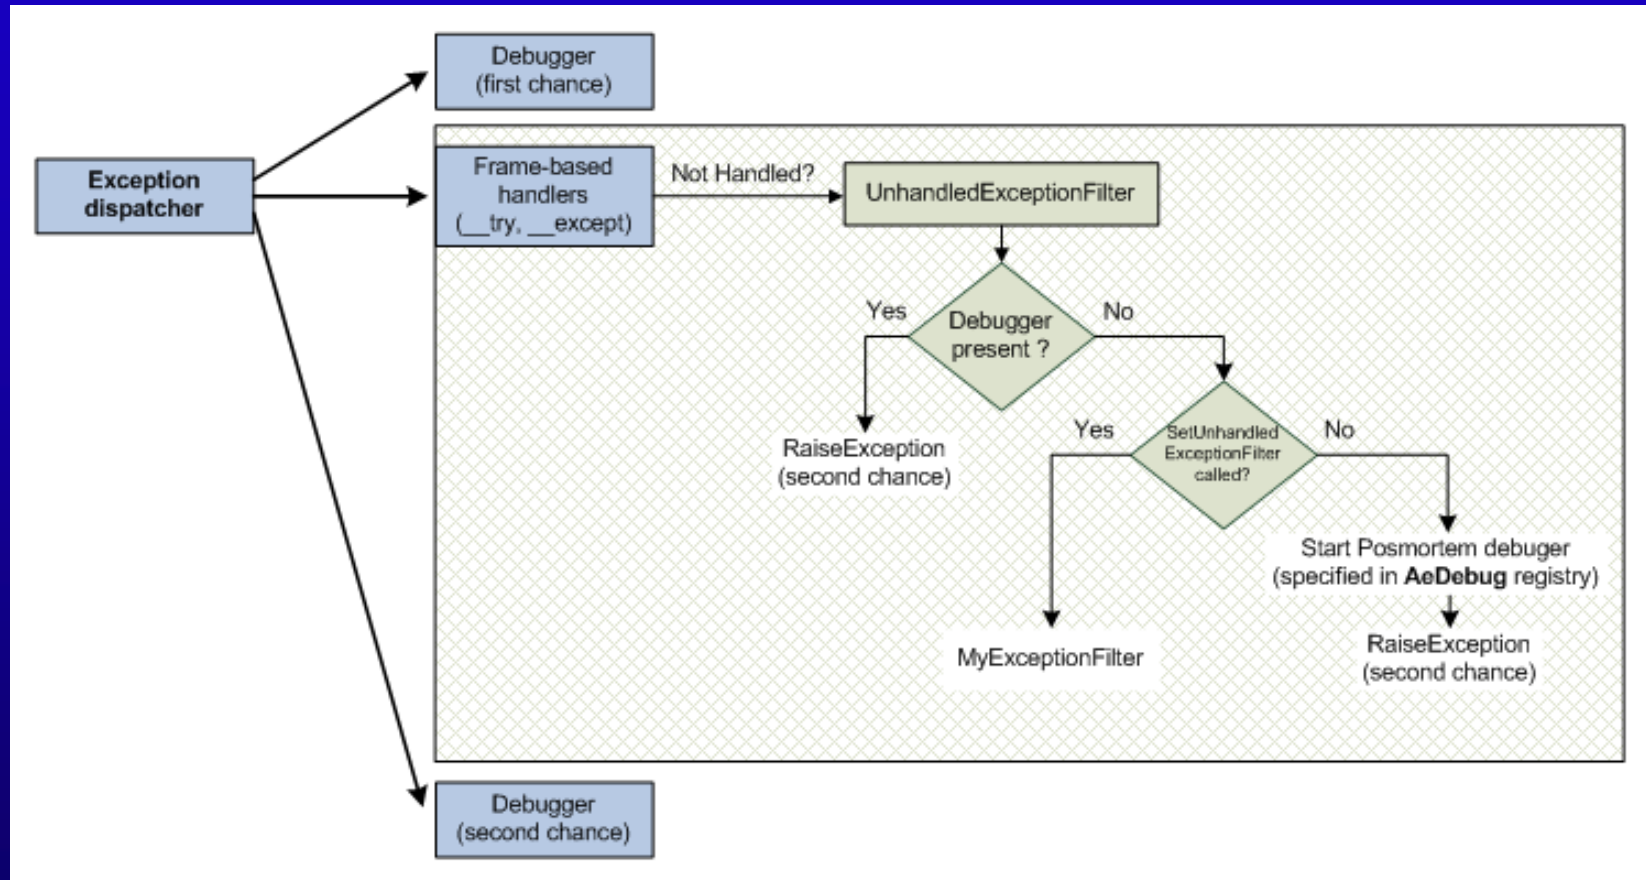 Debugger
(first chance)
Exception
dispatcher
Frame-based
handlers
(__try, __except)
Not Handled?
UnhandledExceptionFilter
Debugger
present ?
Yes
No
RaiseException
(second chance)
SetUnhandled
ExceptionFilter
called?
Yes
No
MyExceptionFilter
Start Posmortem debuger
(specified in AeDebug registry)
RaiseException
(second chance)
Debugger
(second chance)